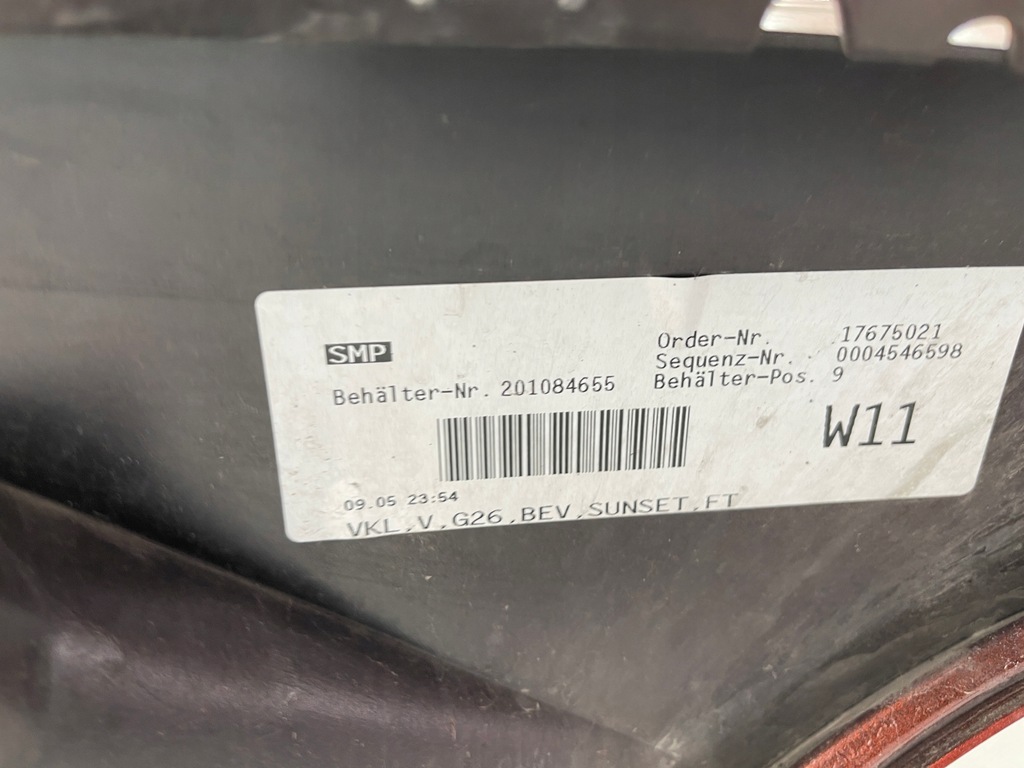 SMP
Order-Nr. 17675021
Sequenz-Nr. 0004546598
Behälter-Nr. 201084655 Behälter-Pos. 9
W11
09.05 23:54
VKL,V,G26,BEV,SUNSET,FT